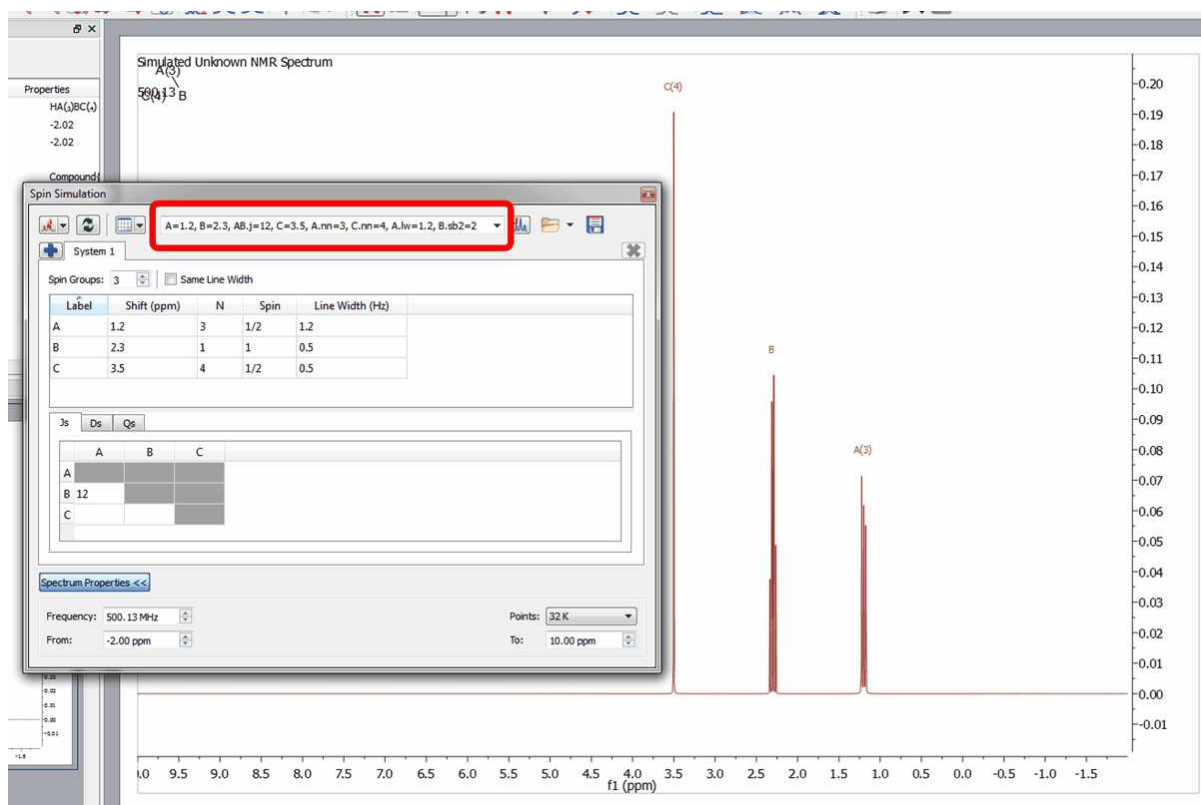 Properties
HA(3)BC(4)
-2.02
-2.02
Compound
Simulated Unknown NMR Spectrum
A(3)
500.13
C(4) B
Spin Simulation
A=1.2, B=2.3, AB.j=12, C=3.5, A.nn=3, C.nn=4, A.lw=1.2, B.sb2=2
System 1
Spin Groups: 3 Same Line Width
Label Shift (ppm) N Spin Line Width (Hz)
A 1.2 3 1/2 1.2
B 2.3 1 1 0.5
C 3.5 4 1/2 0.5
Js Ds Qs
A B C
A
B 12
C
Spectrum Properties <<
Frequency: 500.13 MHz Points: 32 K
From: -2.00 ppm To: 10.00 ppm
C(4)
B
A(3)
0.20
0.19
0.18
0.17
0.16
0.15
0.14
0.13
0.12
0.11
0.10
0.09
0.08
0.07
0.06
0.05
0.04
0.03
0.02
0.01
0.00
-0.01
.0 9.5 9.0 8.5 8.0 7.5 7.0 6.5 6.0 5.5 5.0 4.5 4.0 3.5 3.0 2.5 2.0 1.5 1.0 0.5 0.0 -0.5 -1.0 -1.5
f1 (ppm)